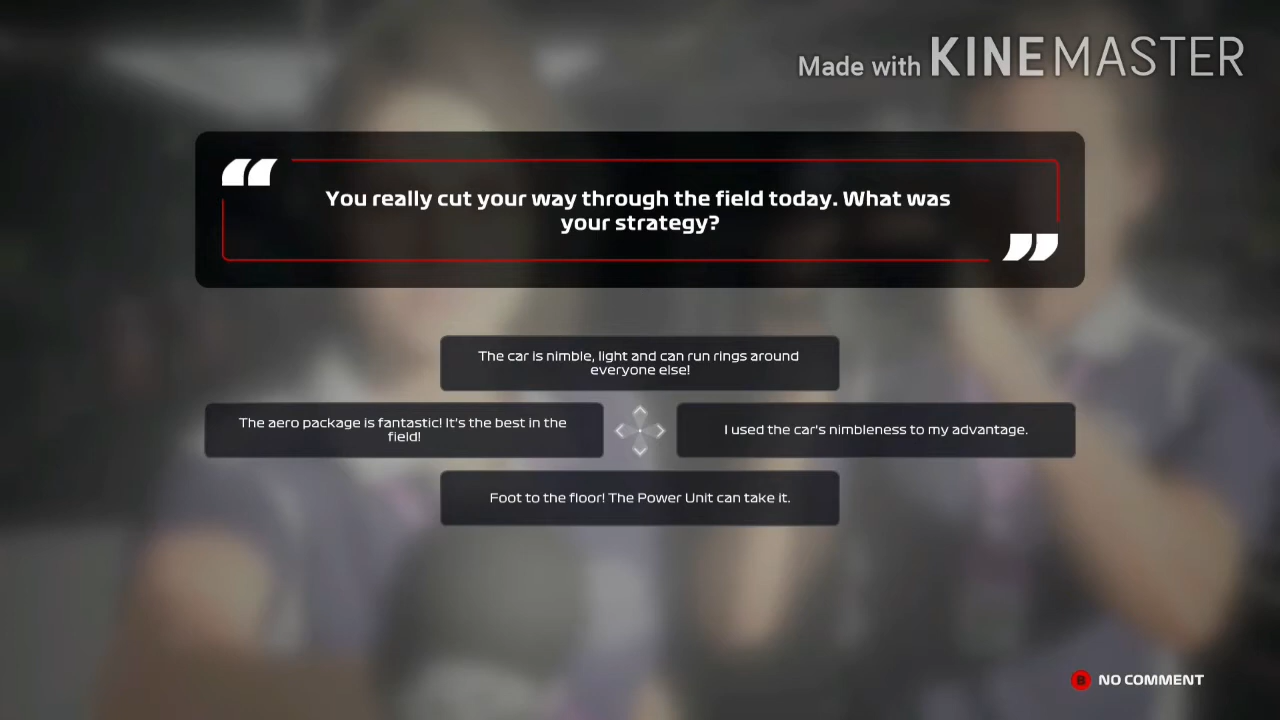 Made with KINEMASTER
You really cut your way through the field today. What was
your strategy?
The car is nimble, light and can run rings around
everyone else!
The aero package is fantastic! It's the best in the
field!
I used the car's nimbleness to my advantage.
Foot to the floor! The Power Unit can take it.
B NO COMMENT